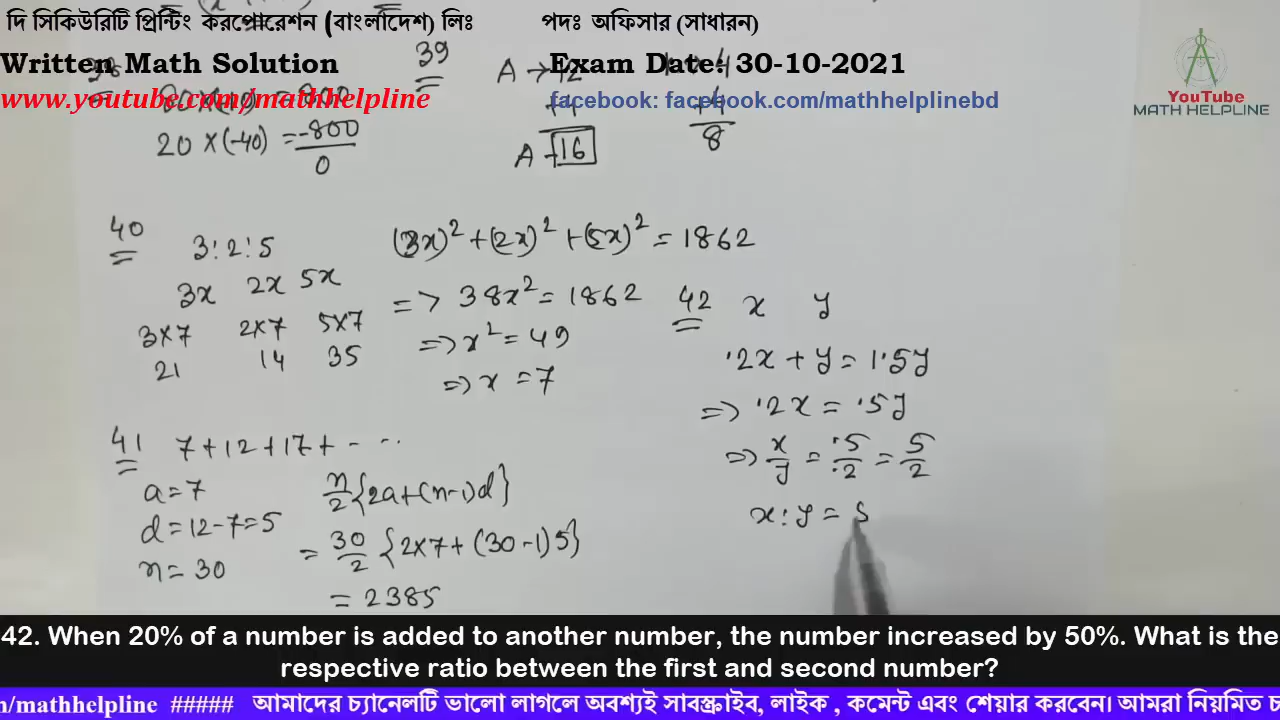 দি সিকিউরিটি প্রিন্টিং করপোরেশন (বাংলাদেশ) লিঃ পদঃ অফিসার (সাধারন)
Written Math Solution Exam Date: 30-10-2021
www.youtube.com/mathhelpline facebook: facebook.com/mathhelplinebd
YouTube
MATH HELPLINE
39
A → 12
20 × (-40) = -800
0
A → 16
8
40
3:2:5
3x 2x 5x
3×7 2×7 5×7
21 14 35
(3x)² + (2x)² + (5x)² = 1862
=> 38x² = 1862
=> x² = 49
=> x = 7
41 7+12+17+ - ..
a = 7
d = 12-7=5
n = 30
n/2 {2a+(n-1)d}
= 30/2 {2×7+(30-1)5}
= 2385
42 x y
.2x + y = 1.5y
=> .2x = .5y
=> x/y = .5/.2 = 5/2
x:y = 5
42. When 20% of a number is added to another number, the number increased by 50%. What is the
respective ratio between the first and second number?
n/mathhelpline ##### আমাদের চ্যানেলটি ভালো লাগলে অবশ্যই সাবস্ক্রাইব, লাইক , কমেন্ট এবং শেয়ার করবেন। আমরা নিয়মিত চ